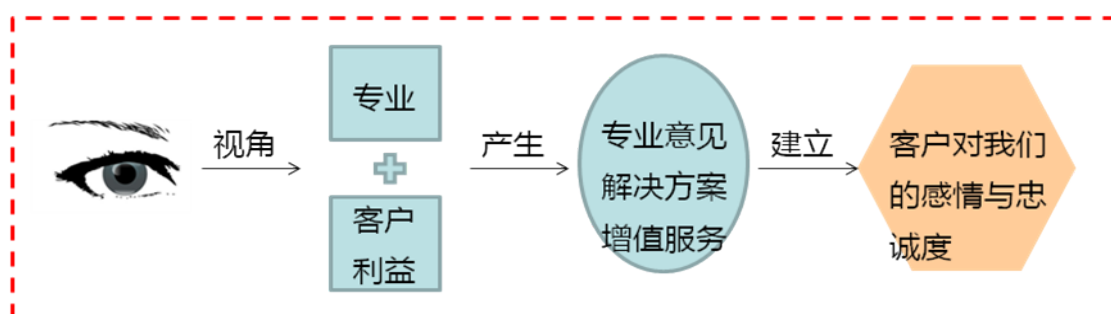 视角
专业
客户
利益
产生
专业意见
解决方案
增值服务
建立
客户对我们
的感情与忠
诚度